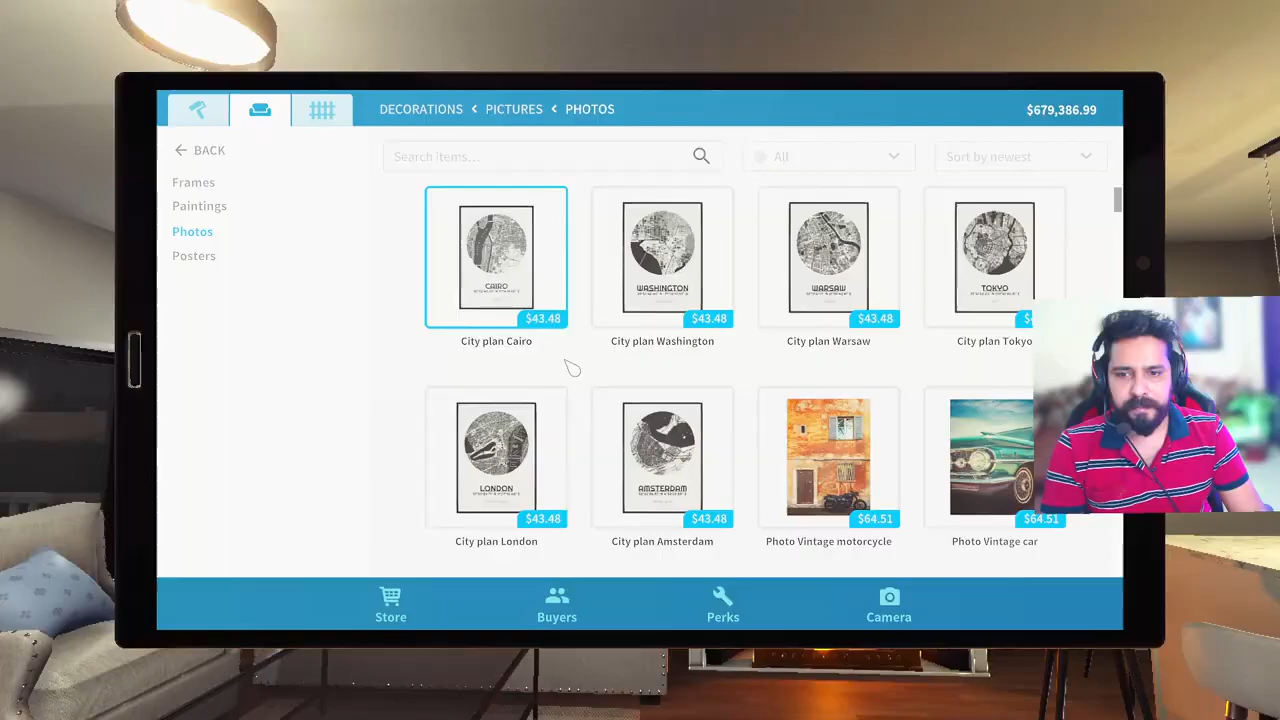 DECORATIONS < PICTURES < PHOTOS
$679,386.99
BACK
Frames
Paintings
Photos
Posters
Search items...
All
Sort by newest
CAIRO
$43.48
City plan Cairo
WASHINGTON
$43.48
City plan Washington
WARSAW
$43.48
City plan Warsaw
TOKYO
City plan Tokyo
LONDON
$43.48
City plan London
AMSTERDAM
$43.48
City plan Amsterdam
$64.51
Photo Vintage motorcycle
$64.51
Photo Vintage car
Store
Buyers
Perks
Camera